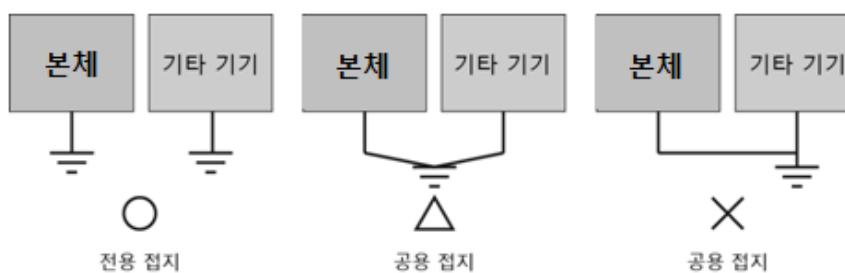 본체
기타 기기
본체
기타 기기
본체
기타 기기
전용 접지
공용 접지
공용 접지